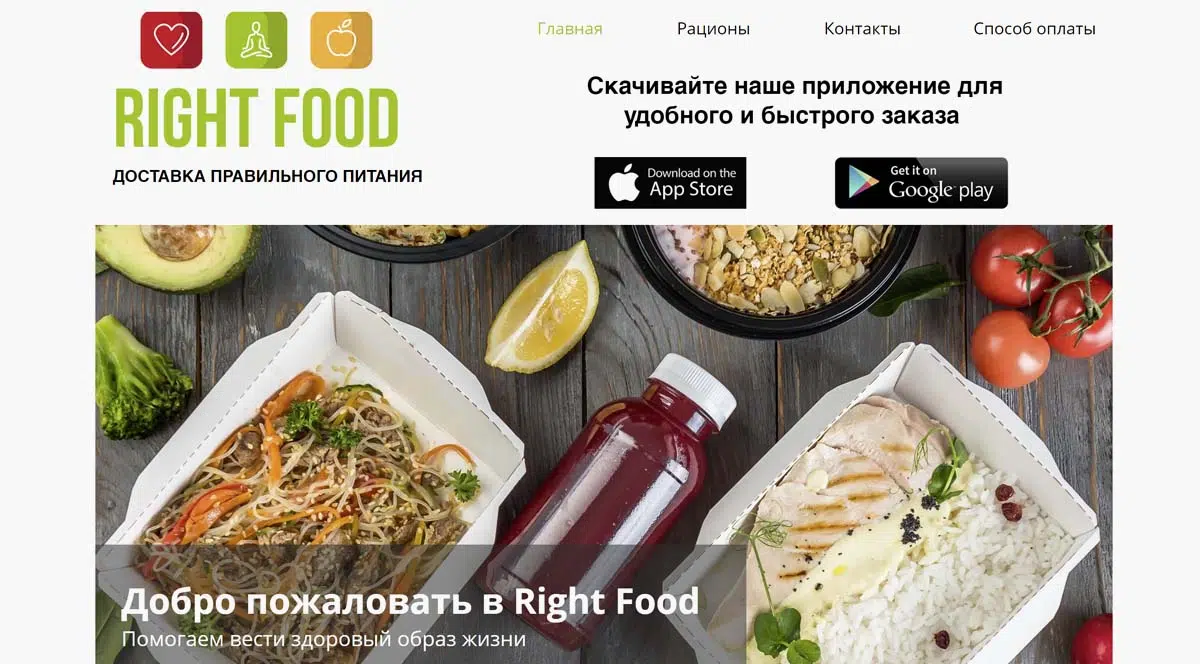 Главная
Рационы
Контакты
Способ оплаты
RIGHT FOOD
ДОСТАВКА ПРАВИЛЬНОГО ПИТАНИЯ
Скачивайте наше приложение для
удобного и быстрого заказа
Download on the
App Store
Get it on
Google play
Добро пожаловать в Right Food
Помогаем вести здоровый образ жизни